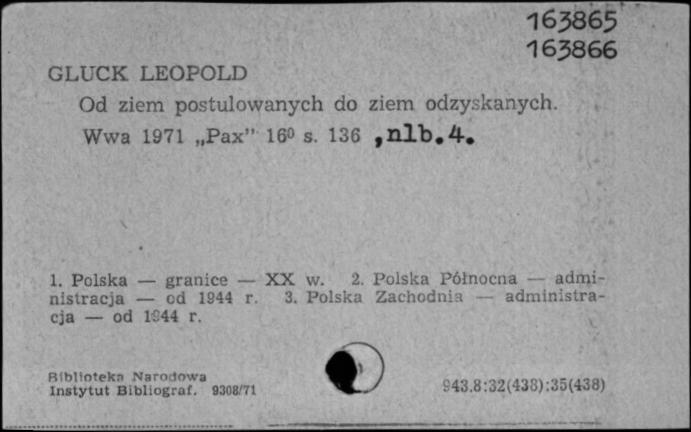 163865
163866
GLUCK LEOPOLD
Od ziem postulowanych do ziem odzyskanych.
Wwa 1971 „Pax” 16⁰ s. 136 ,nlb.4.
1. Polska — granice — XX w. 2. Polska Północna — admi-
nistracja — od 1944 r. 3. Polska Zachodnia — administra-
cja — od 1944 r.
Biblioteka Narodowa
Instytut Bibliograf. 9308/71
943.8:32(438):35(438)